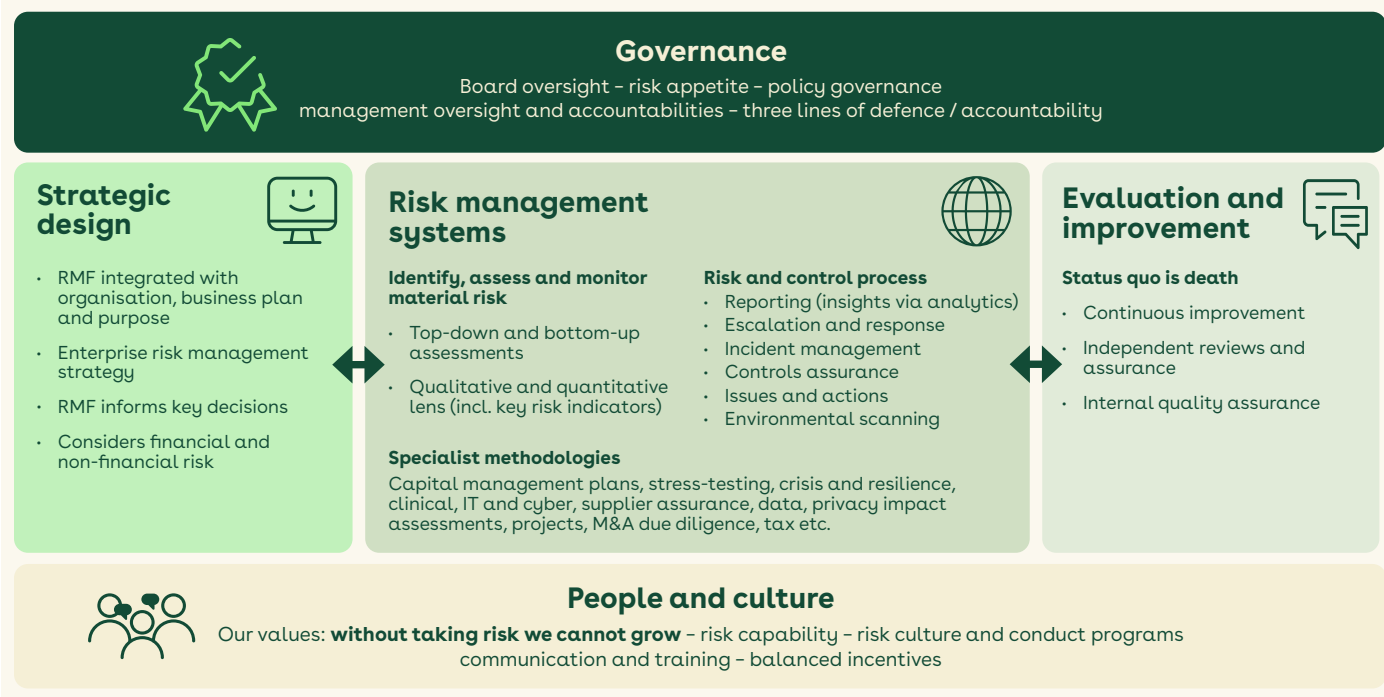 Governance
Board oversight – risk appetite – policy governance
management oversight and accountabilities – three lines of defence / accountability
Strategic
design
• RMF integrated with
organisation, business plan
and purpose
• Enterprise risk management
strategy
• RMF informs key decisions
• Considers financial and
non-financial risk
Risk management
systems
Identify, assess and monitor
material risk
• Top-down and bottom-up
assessments
• Qualitative and quantitative
lens (incl. key risk indicators)
Risk and control process
• Reporting (insights via analytics)
• Escalation and response
• Incident management
• Controls assurance
• Issues and actions
• Environmental scanning
Specialist methodologies
Capital management plans, stress-testing, crisis and resilience,
clinical, IT and cyber, supplier assurance, data, privacy impact
assessments, projects, M&A due diligence, tax etc.
Evaluation and
improvement
Status quo is death
• Continuous improvement
• Independent reviews and
assurance
• Internal quality assurance
People and culture
Our values: without taking risk we cannot grow – risk capability – risk culture and conduct programs
communication and training – balanced incentives